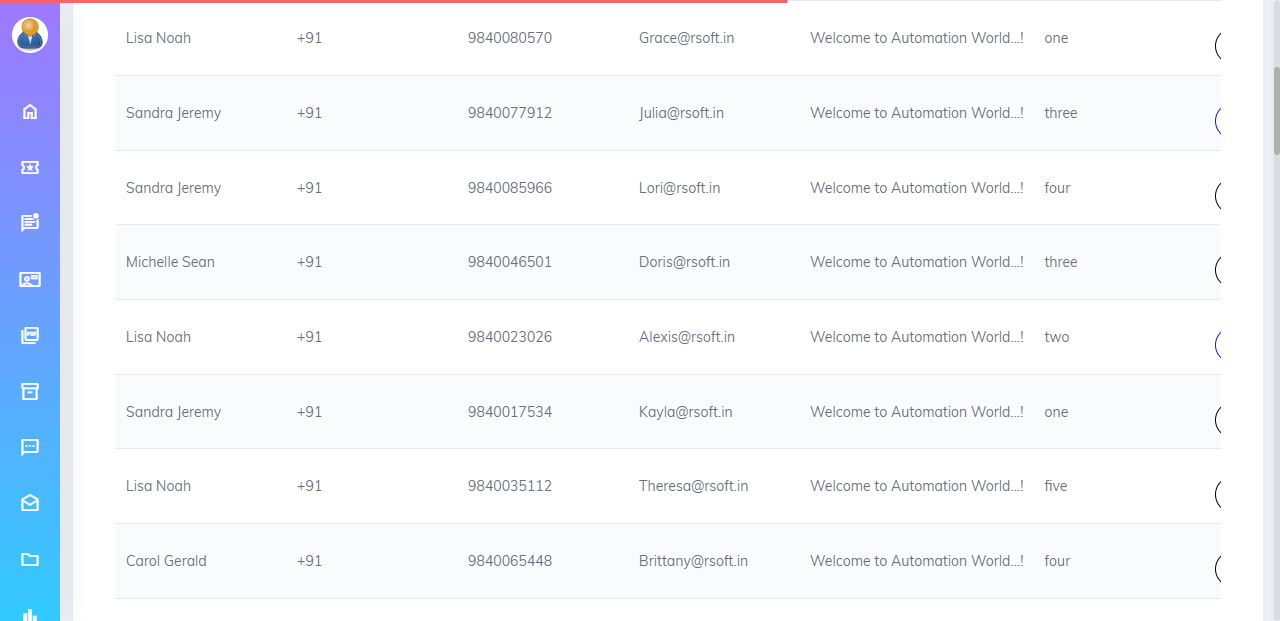 Lisa Noah +91 9840080570 Grace@rsoft.in Welcome to Automation World...! one
Sandra Jeremy +91 9840077912 Julia@rsoft.in Welcome to Automation World...! three
Sandra Jeremy +91 9840085966 Lori@rsoft.in Welcome to Automation World...! four
Michelle Sean +91 9840046501 Doris@rsoft.in Welcome to Automation World...! three
Lisa Noah +91 9840023026 Alexis@rsoft.in Welcome to Automation World...! two
Sandra Jeremy +91 9840017534 Kayla@rsoft.in Welcome to Automation World...! one
Lisa Noah +91 9840035112 Theresa@rsoft.in Welcome to Automation World...! five
Carol Gerald +91 9840065448 Brittany@rsoft.in Welcome to Automation World...! four